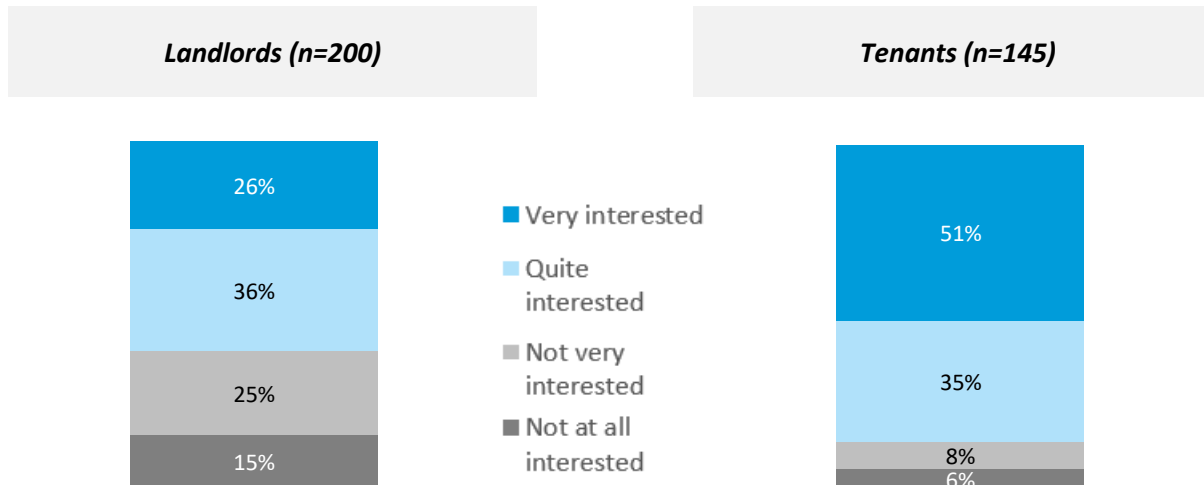 Landlords (n=200)
Tenants (n=145)
26%
36%
25%
15%
Very interested
Quite
interested
Not very
interested
Not at all
interested
51%
35%
8%
6%